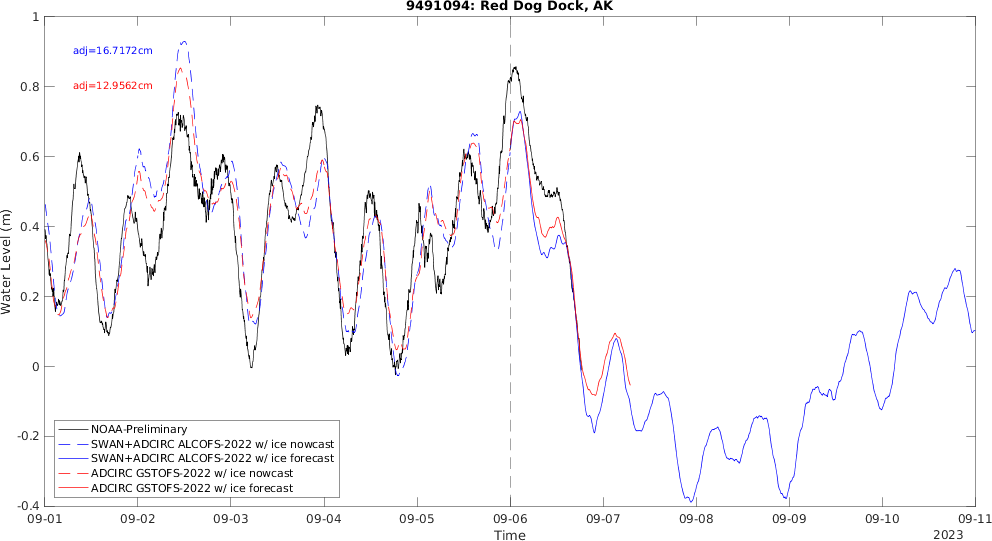 9491094: Red Dog Dock, AK
adj=16.7172cm
adj=12.9562cm
Water Level (m)
1
0.8
0.6
0.4
0.2
0
-0.2
-0.4
NOAA-Preliminary
SWAN+ADCIRC ALCOFS-2022 w/ ice nowcast
SWAN+ADCIRC ALCOFS-2022 w/ ice forecast
ADCIRC GSTOFS-2022 w/ ice nowcast
ADCIRC GSTOFS-2022 w/ ice forecast
09-01 09-02 09-03 09-04 09-05 09-06 09-07 09-08 09-09 09-10 09-11
Time
2023